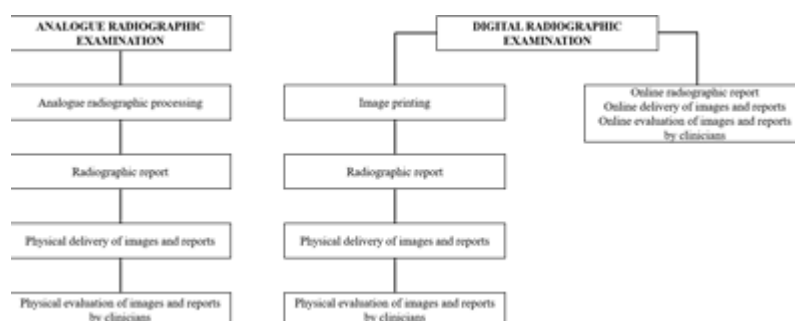 ANALOGUE RADIOGRAPHIC
EXAMINATION
Analogue radiographic processing
Radiographic report
Physical delivery of images and reports
Physical evaluation of images and reports
by clinicians
DIGITAL RADIOGRAPHIC
EXAMINATION
Image printing
Radiographic report
Physical delivery of images and reports
Physical evaluation of images and reports
by clinicians
Online radiographic report
Online delivery of images and reports
Online evaluation of images and reports
by clinicians